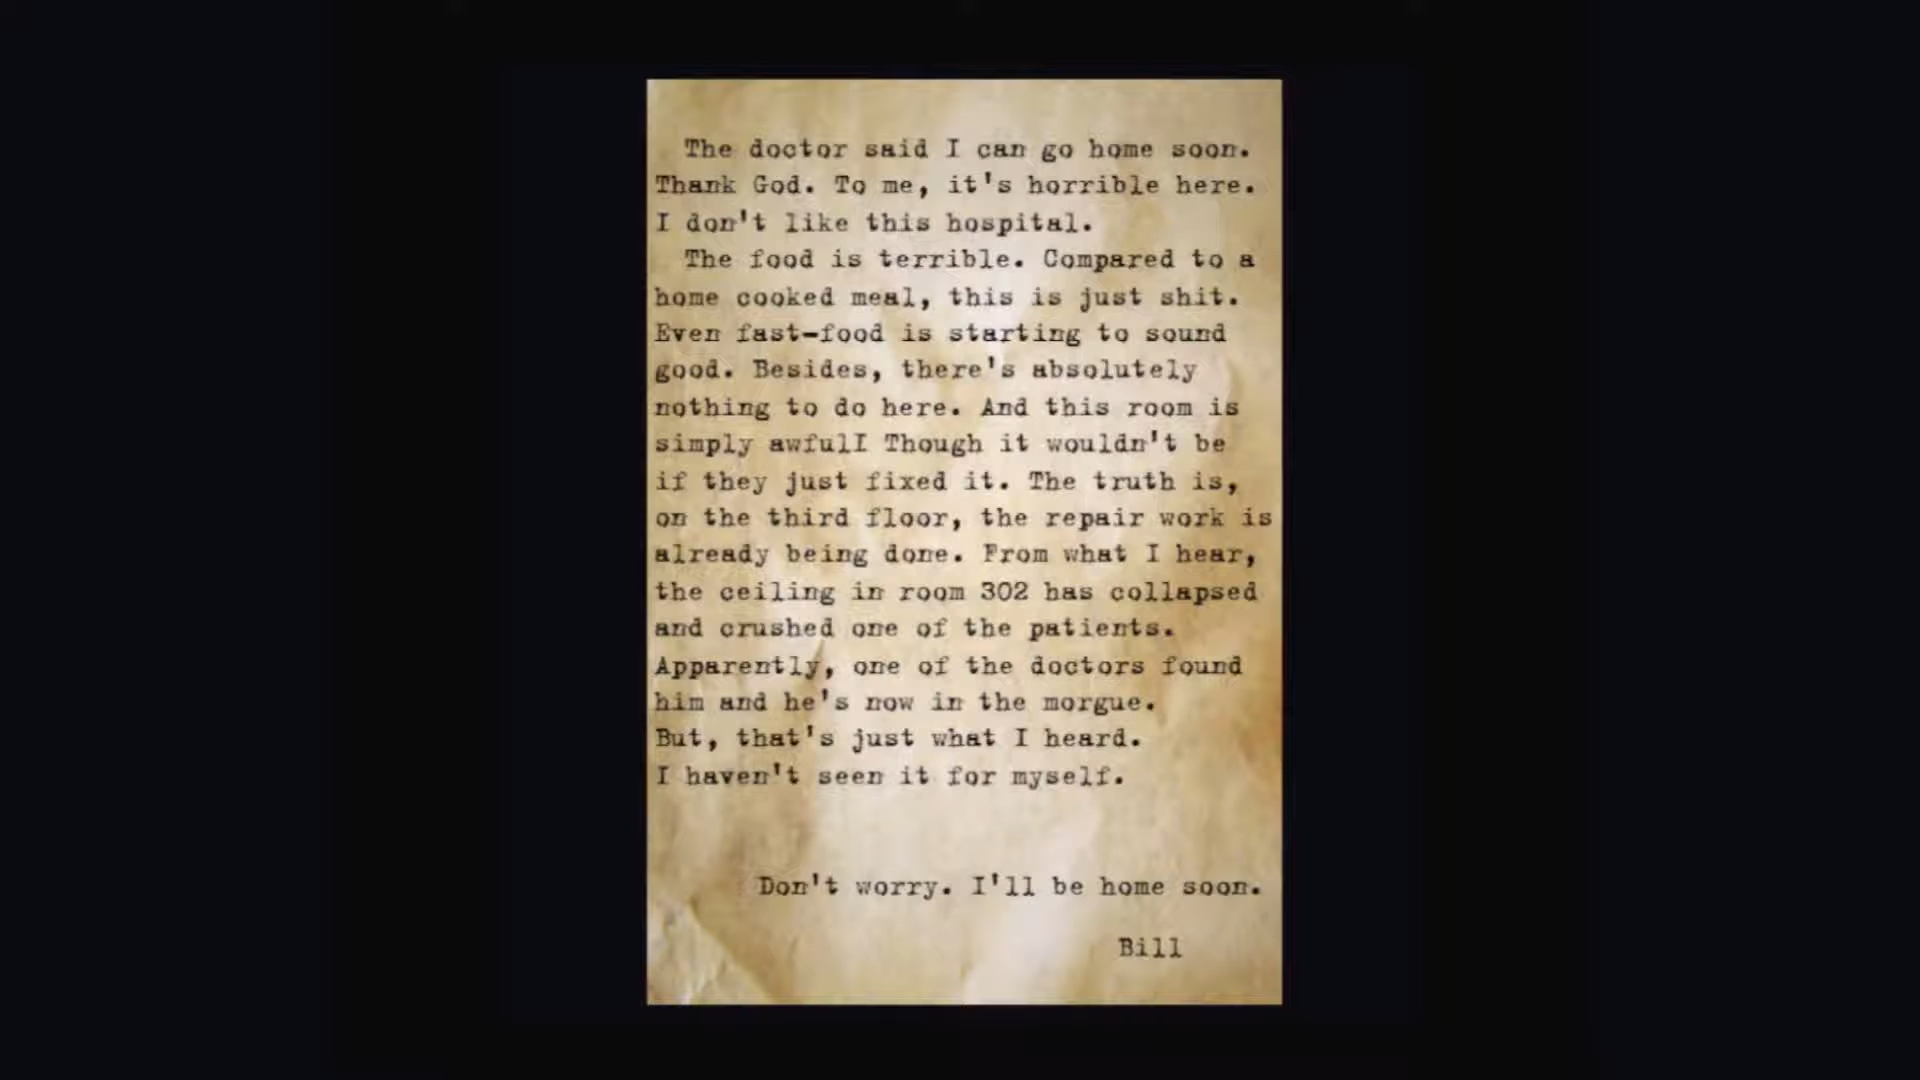 The doctor said I can go home soon.
Thank God. To me, it's horrible here.
I don't like this hospital.
The food is terrible. Compared to a
home cooked meal, this is just shit.
Even fast-food is starting to sound
good. Besides, there's absolutely
nothing to do here. And this room is
simply awfulI Though it wouldn't be
if they just fixed it. The truth is,
on the third floor, the repair work is
already being done. From what I hear,
the ceiling in room 302 has collapsed
and crushed one of the patients.
Apparently, one of the doctors found
him and he's now in the morgue.
But, that's just what I heard.
I haven't seen it for myself.
Don't worry. I'll be home soon.
Bill